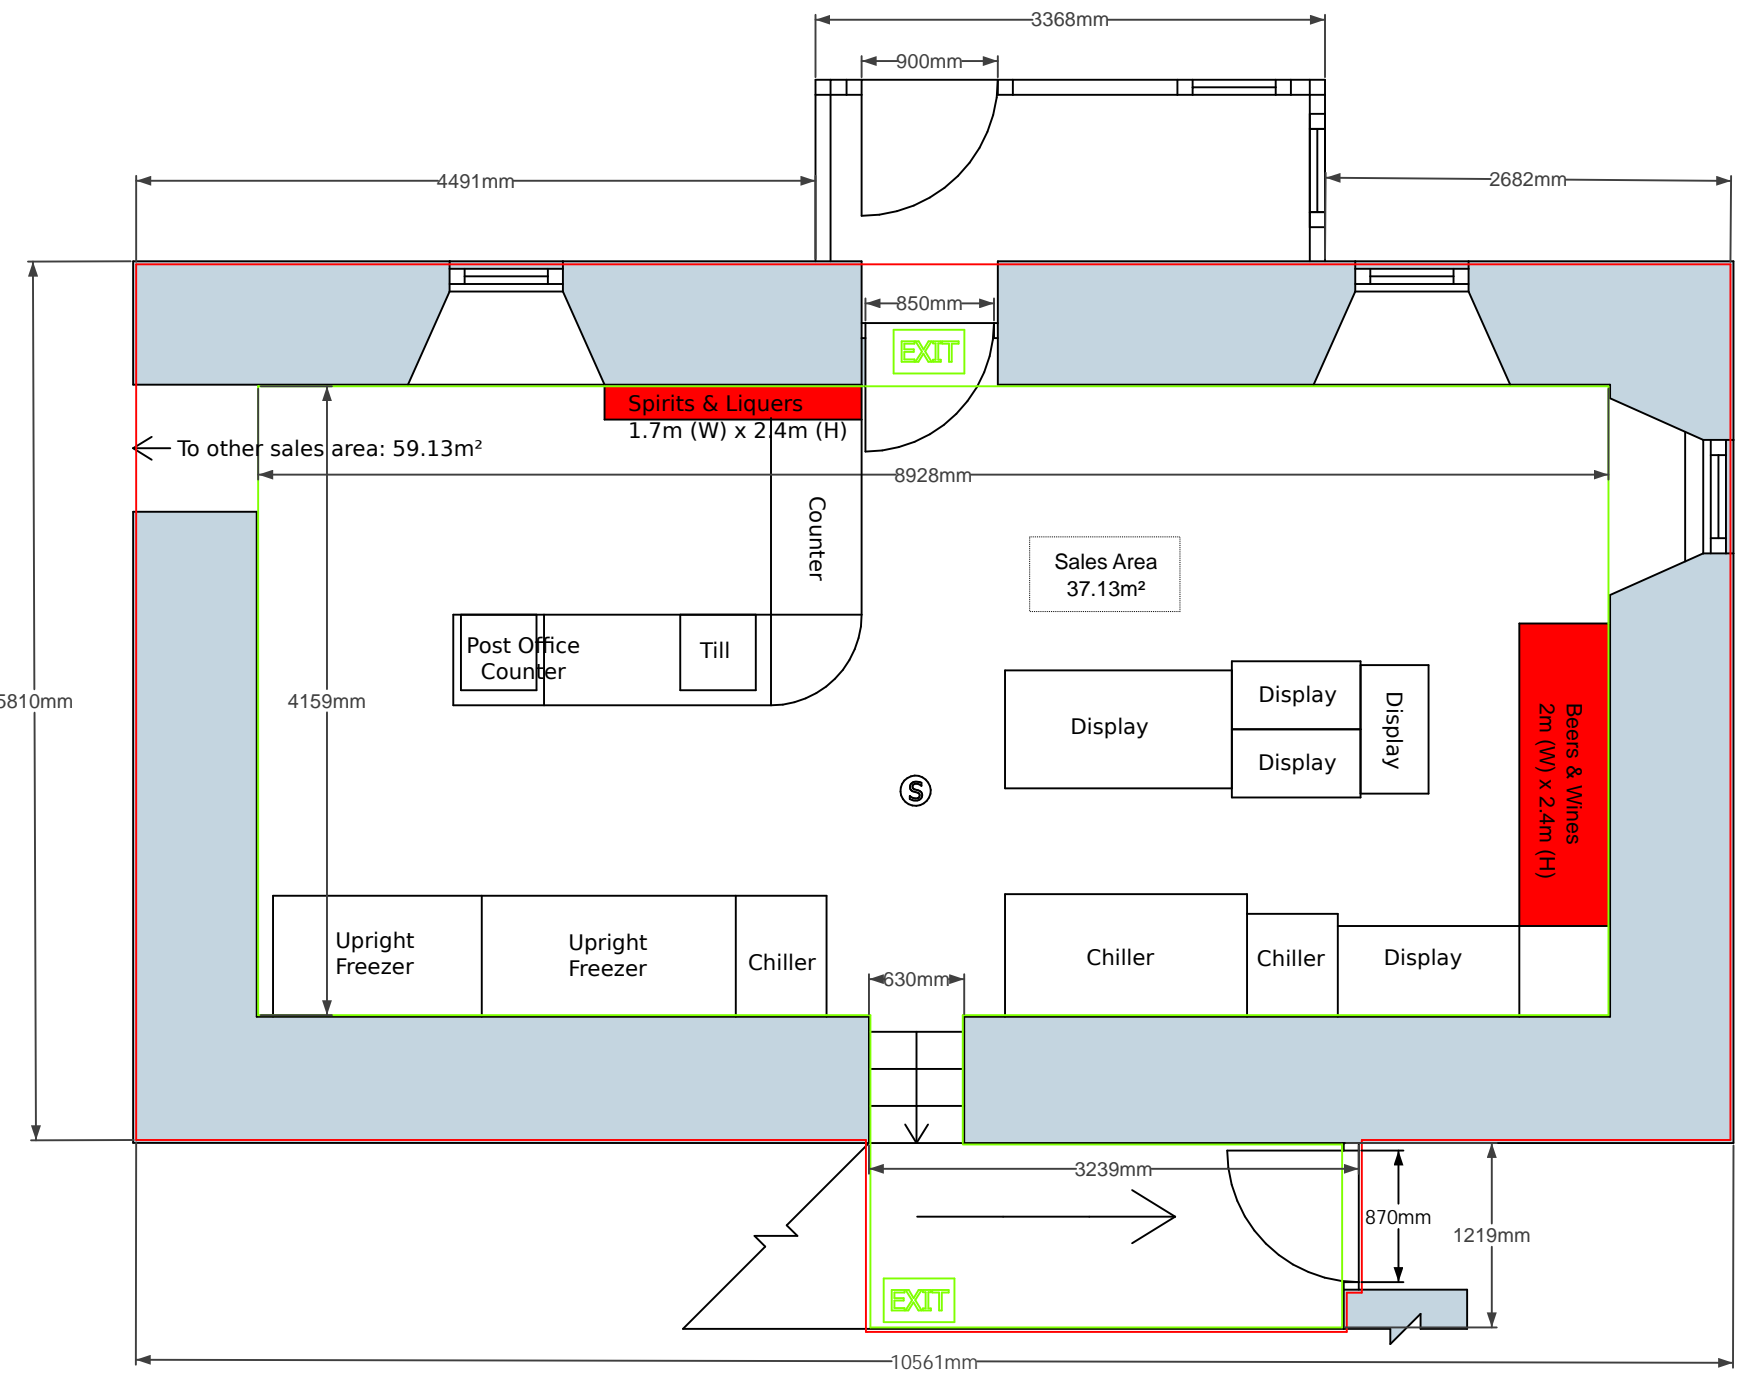 3368mm
900mm
4491mm
2682mm
850mm
EXIT
Spirits & Liquers
1.7m (W) x 2.4m (H)
To other sales area: 59.13m²
8928mm
Counter
Sales Area
37.13m²
Post Office
Counter
Till
5810mm
4159mm
Display
Display
Display
Display
Beers & Wines
2m (W) x 2.4m (H)
S
Upright
Freezer
Upright
Freezer
Chiller
630mm
Chiller
Chiller
Display
3239mm
870mm
1219mm
EXIT
10561mm